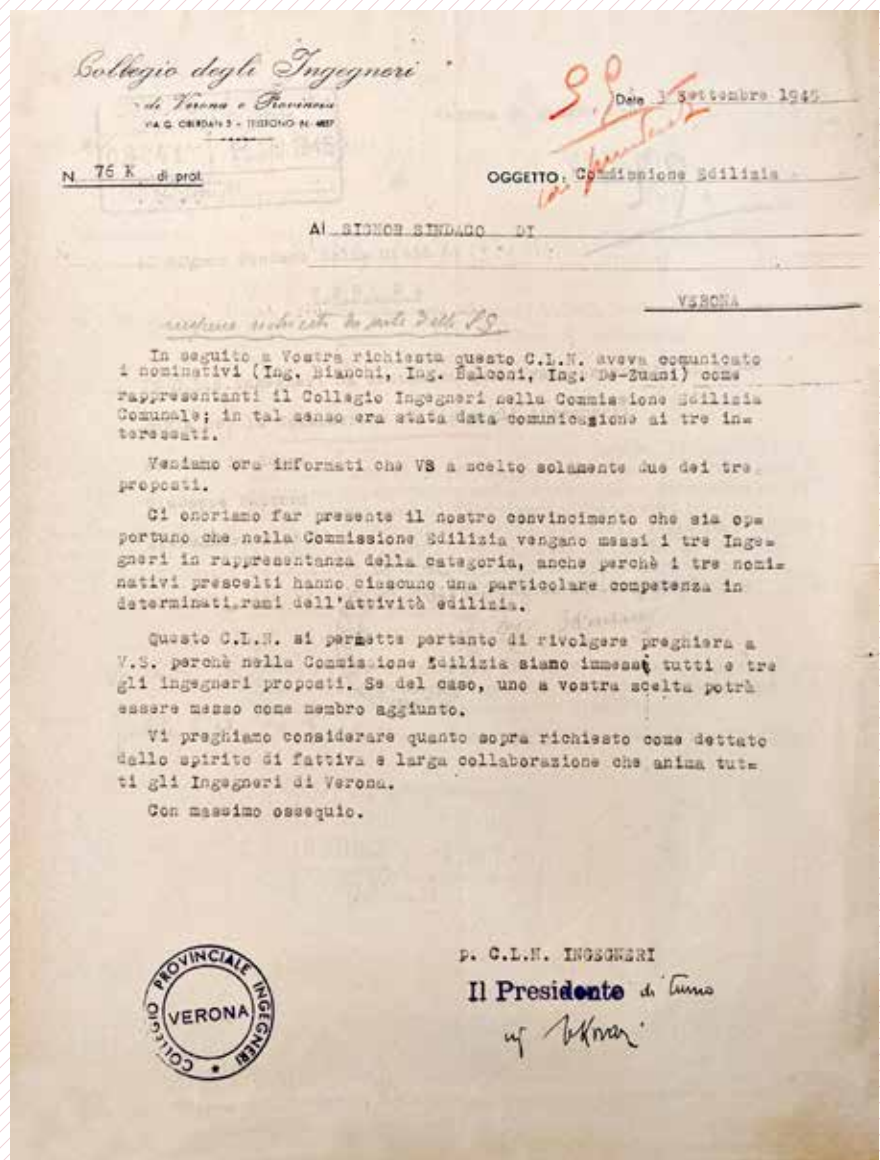 Collegio degli Ingegneri
di Verona e Provincia
VIA G. OBERDAN 3 - TELEFONO N. 4857
S.G
Data 3 Settembre 1945
N. 76 K di prot.
OGGETTO: Commissione Edilizia
Al SIGNOR SINDACO DI
VERONA
In seguito a Vostra richiesta questo C.L.N. aveva comunicato
i nominativi (Ing. Bianchi, Ing. Balconi, Ing. De-Zuani) come
rappresentanti il Collegio Ingegneri nella Commissione Edilizia
Comunale; in tal senso era stata data comunicazione ai tre in=
teressati.
Veniamo ora informati che VS a scelto solamente due dei tre
proposti.
Ci onoriamo far presente il nostro convincimento che sia op=
portuno che nella Commissione Edilizia vengano messi i tre Inge=
gneri in rappresentanza della categoria, anche perchè i tre nomi=
nativi prescelti hanno ciascuno una particolare competenza in
determinati rami dell'attività edilizia.
Questo C.L.N. si permette pertanto di rivolgere preghiera a
V.S. perchè nella Commissione Edilizia siano immessi tutti e tre
gli ingegneri proposti. Se del caso, uno a vostra scelta potrà
essere messo come membro aggiunto.
Vi preghiamo considerare quanto sopra richiesto come dettato
dallo spirito di fattiva e larga collaborazione che anima tut=
ti gli Ingegneri di Verona.
Con massimo ossequio.
p. C.L.N. INGEGNERI
Il Presidente di turno
COLLEGIO PROVINCIALE INGEGNERI
VERONA